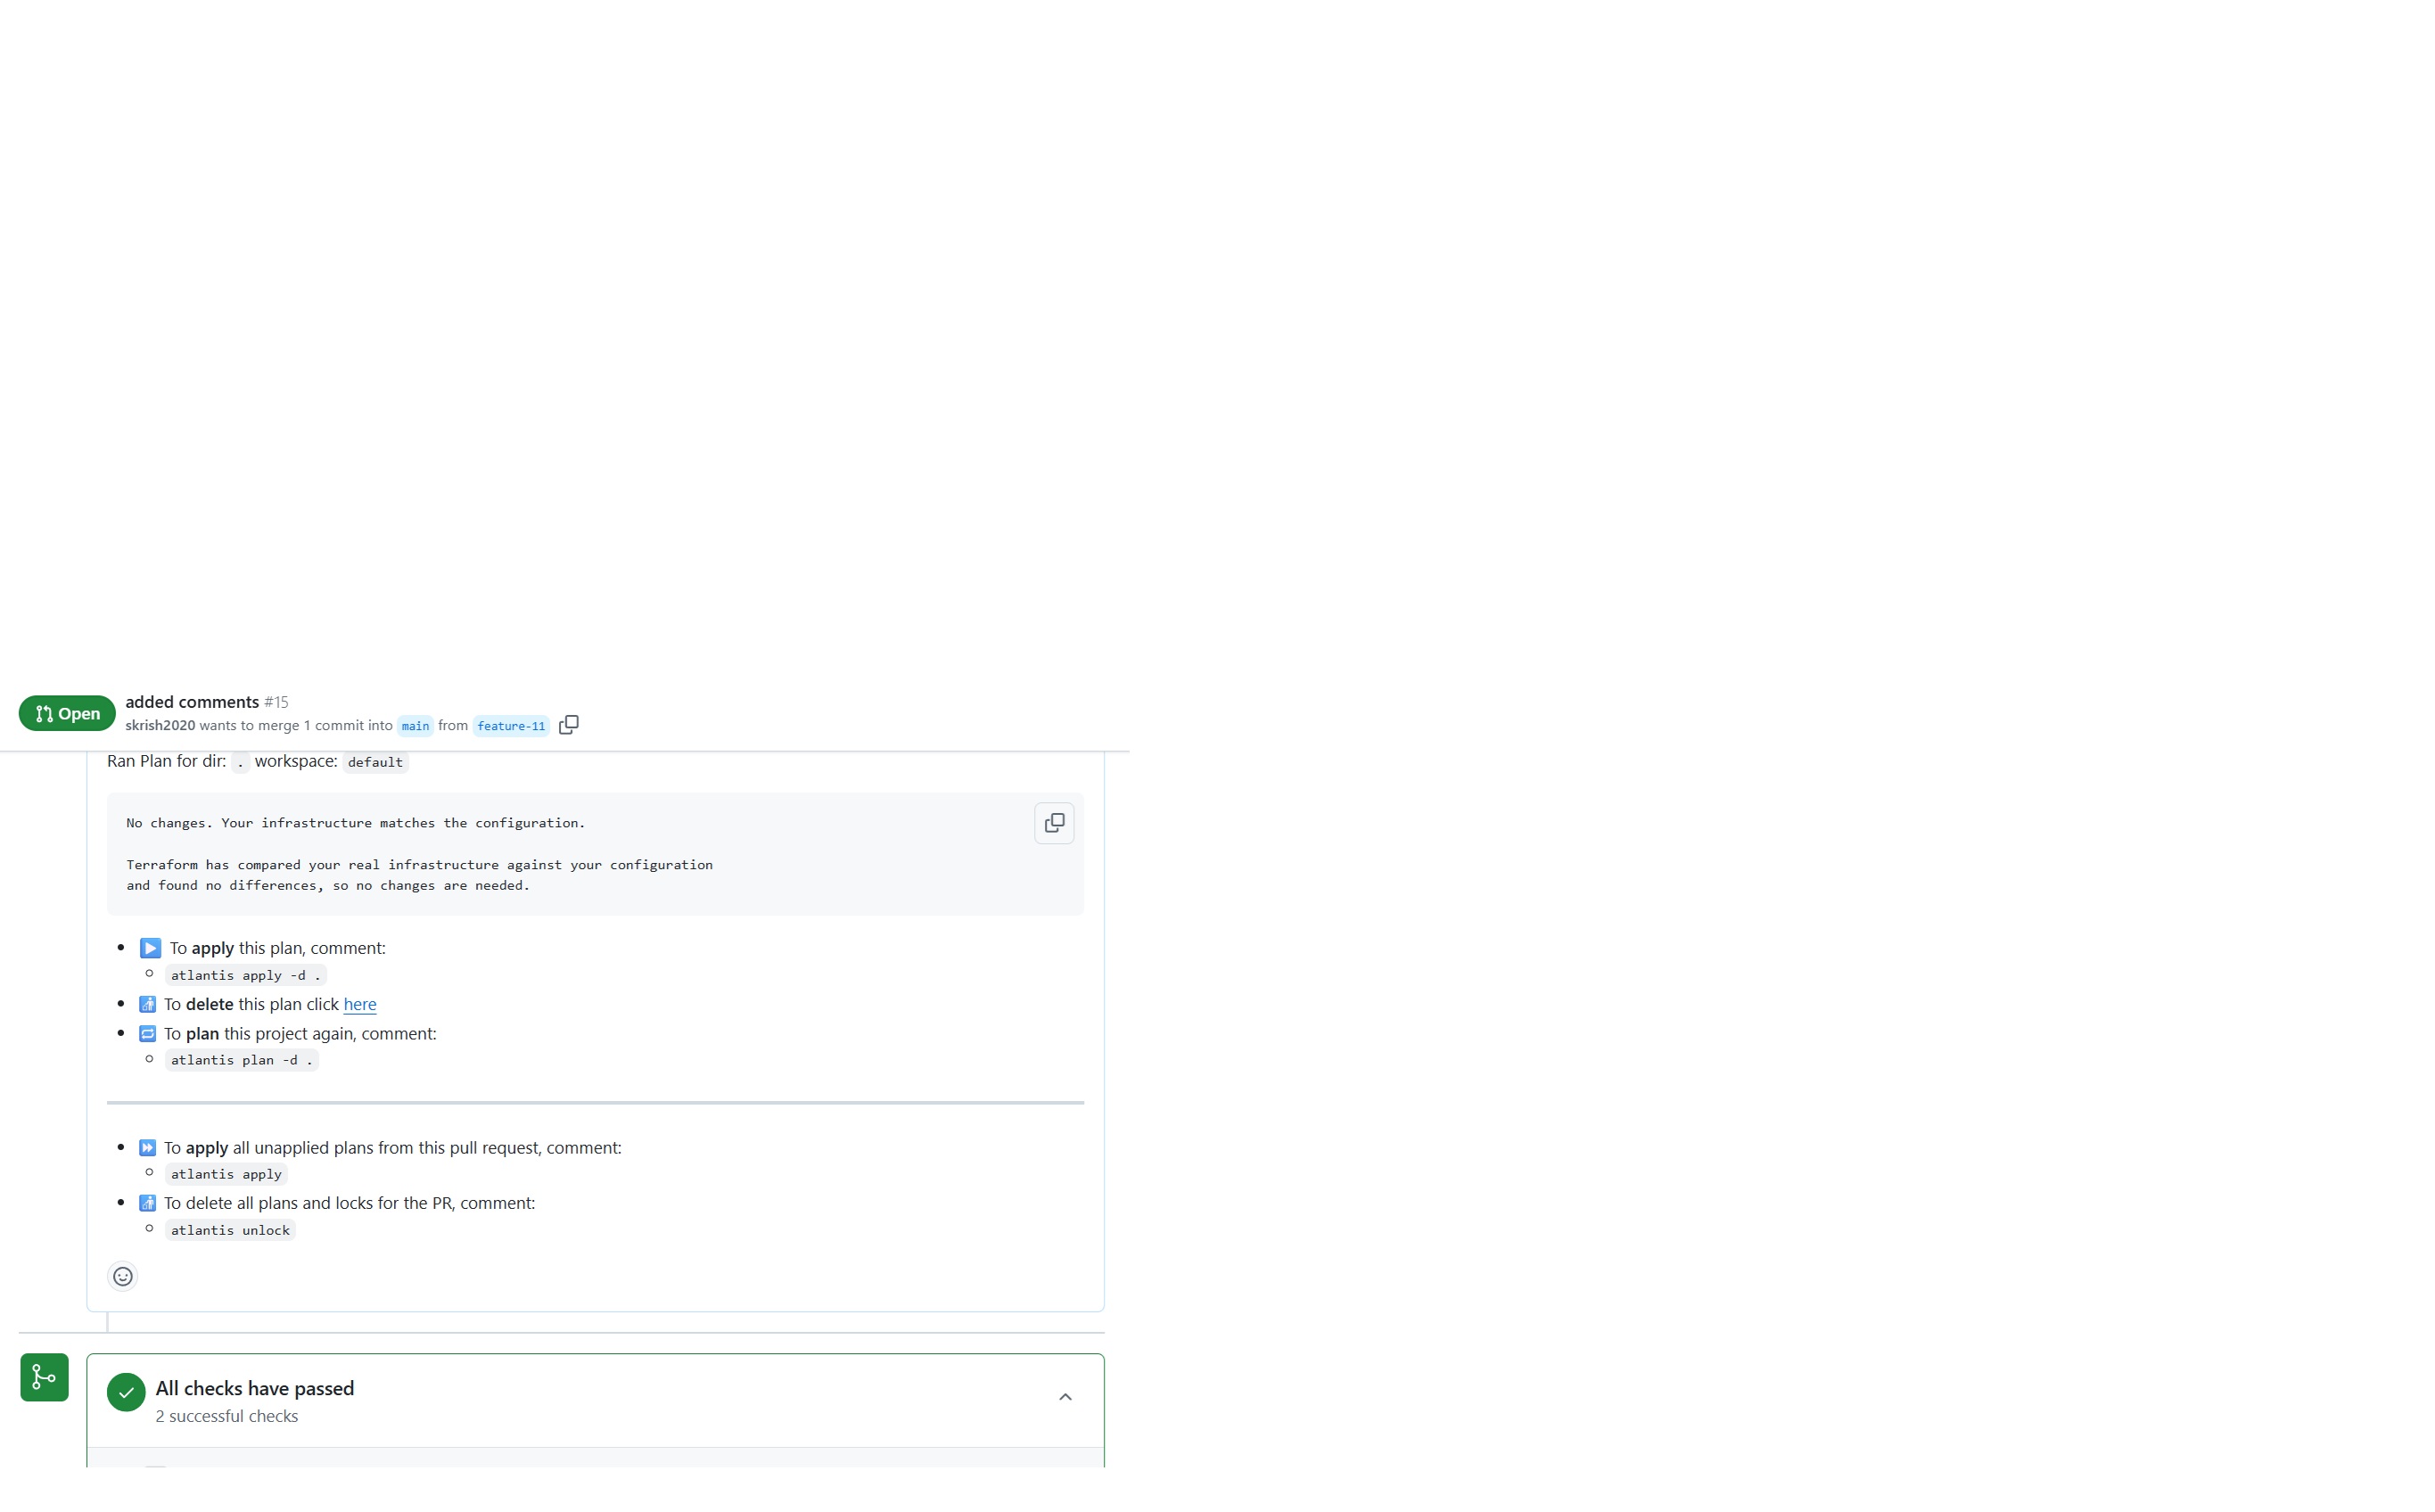 Open
added comments #15
skrish2020 wants to merge 1 commit into main from feature-11
Ran Plan for dir: . workspace: default
No changes. Your infrastructure matches the configuration.
Terraform has compared your real infrastructure against your configuration
and found no differences, so no changes are needed.
To apply this plan, comment:
atlantis apply -d .
To delete this plan click here
To plan this project again, comment:
atlantis plan -d .
To apply all unapplied plans from this pull request, comment:
atlantis apply
To delete all plans and locks for the PR, comment:
atlantis unlock
All checks have passed
2 successful checks